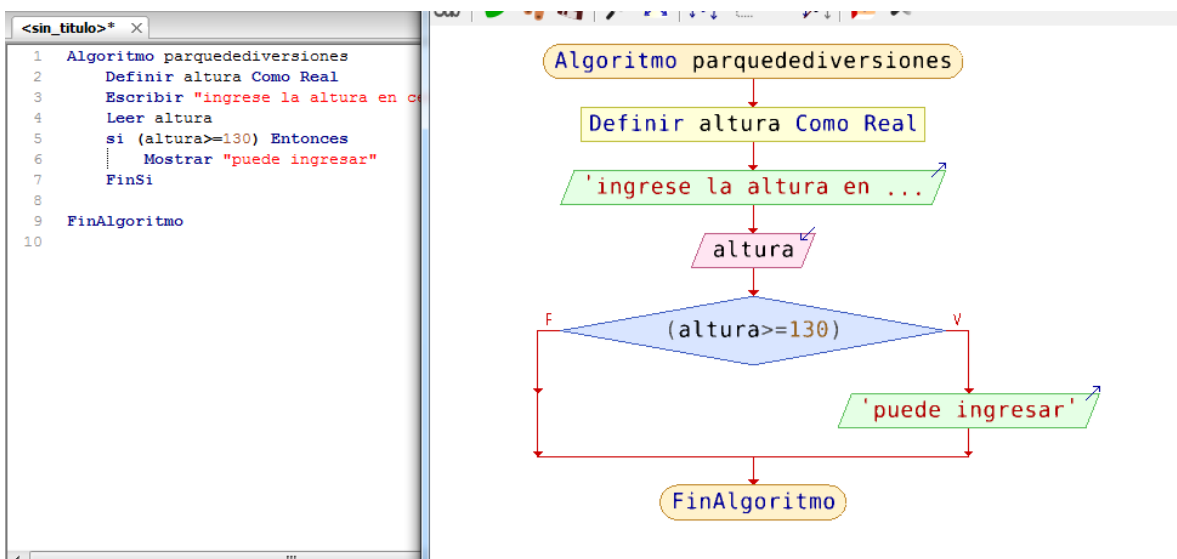 <sin_titulo>*
1 Algoritmo parquedediversiones
2 Definir altura Como Real
3 Escribir "ingrese la altura en
4 Leer altura
5 si (altura>=130) Entonces
6 Mostrar "puede ingresar"
7 FinSi
8
9 FinAlgoritmo
10
Algoritmo parquedediversiones
Definir altura Como Real
'ingrese la altura en ...
altura
F
(altura>=130)
V
'puede ingresar'
FinAlgoritmo